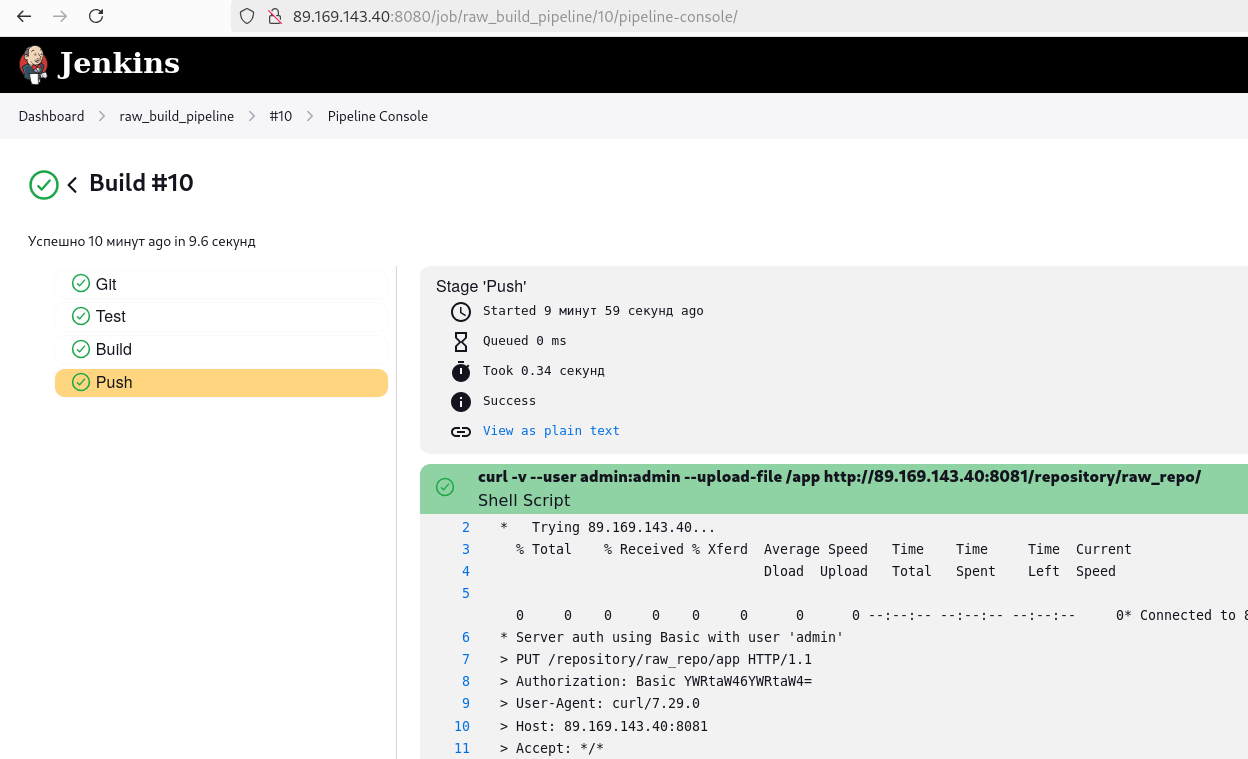 89.169.143.40:8080/job/raw_build_pipeline/10/pipeline-console/
Jenkins
Dashboard > raw_build_pipeline > #10 > Pipeline Console
Build #10
Успешно 10 минут ago in 9.6 секунд
Git
Test
Build
Push
Stage 'Push'
Started 9 минут 59 секунд ago
Queued 0 ms
Took 0.34 секунд
Success
View as plain text
curl -v --user admin:admin --upload-file /app http://89.169.143.40:8081/repository/raw_repo/
Shell Script
2 * Trying 89.169.143.40...
3 % Total % Received % Xferd Average Speed Time Time Time Current
4 Dload Upload Total Spent Left Speed
5
0 0 0 0 0 0 0 0 --:--:-- --:--:-- --:--:-- 0* Connected to 8
6 * Server auth using Basic with user 'admin'
7 > PUT /repository/raw_repo/app HTTP/1.1
8 > Authorization: Basic YWRtaW46YWRtaW4=
9 > User-Agent: curl/7.29.0
10 > Host: 89.169.143.40:8081
11 > Accept: */*